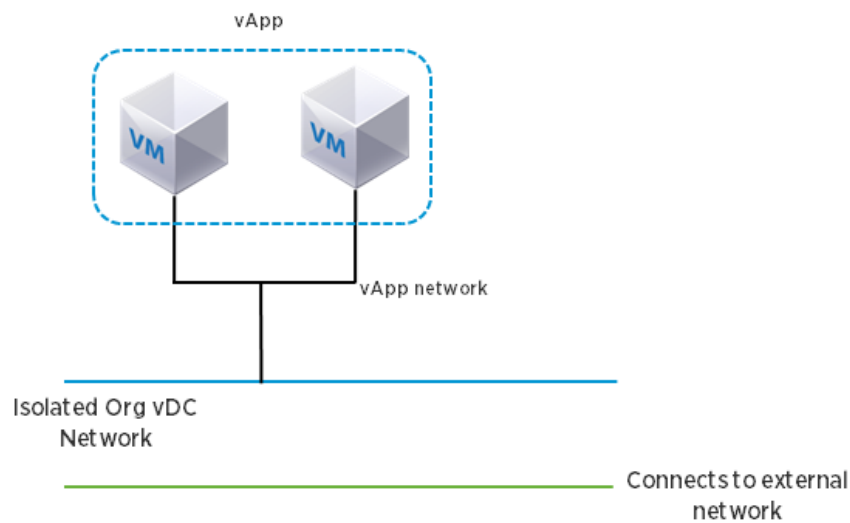 vApp
VM
VM
vApp network
Isolated Org vDC
Network
Connects to external
network